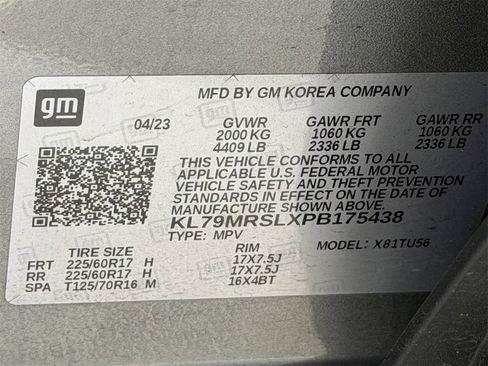 gm
MFD BY GM KOREA COMPANY
04/23 GVWR GAWR FRT GAWR RR
2000 KG 1060 KG 1060 KG
4409 LB 2336 LB 2336 LB
THIS VEHICLE CONFORMS TO ALL
APPLICABLE U.S. FEDERAL MOTOR
VEHICLE SAFETY AND THEFT PREVENTION
STANDARDS IN EFFECT ON THE DATE OF
MANUFACTURE SHOWN ABOVE.
KL79MRSLXPB175438
TYPE: MPV MODEL: X81TU56
TIRE SIZE RIM
FRT 225/60R17 H 17X7.5J
RR 225/60R17 H 17X7.5J
SPA T125/70R16 M 16X4BT